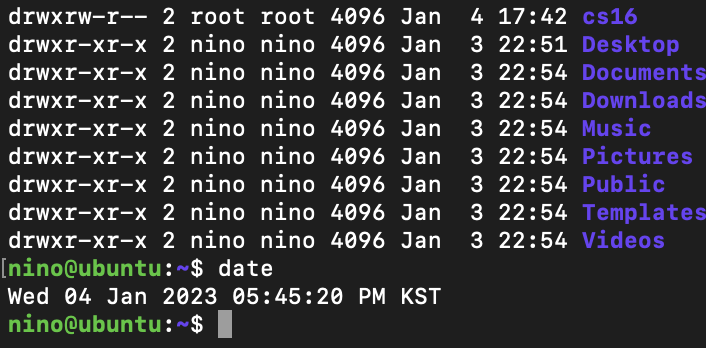 drwxrw-r-- 2 root root 4096 Jan  4 17:42 cs16
drwxr-xr-x 2 nino nino 4096 Jan  3 22:51 Desktop
drwxr-xr-x 2 nino nino 4096 Jan  3 22:54 Documents
drwxr-xr-x 2 nino nino 4096 Jan  3 22:54 Downloads
drwxr-xr-x 2 nino nino 4096 Jan  3 22:54 Music
drwxr-xr-x 2 nino nino 4096 Jan  3 22:54 Pictures
drwxr-xr-x 2 nino nino 4096 Jan  3 22:54 Public
drwxr-xr-x 2 nino nino 4096 Jan  3 22:54 Templates
drwxr-xr-x 2 nino nino 4096 Jan  3 22:54 Videos
[nino@ubuntu:~$ date
Wed 04 Jan 2023 05:45:20 PM KST
nino@ubuntu:~$